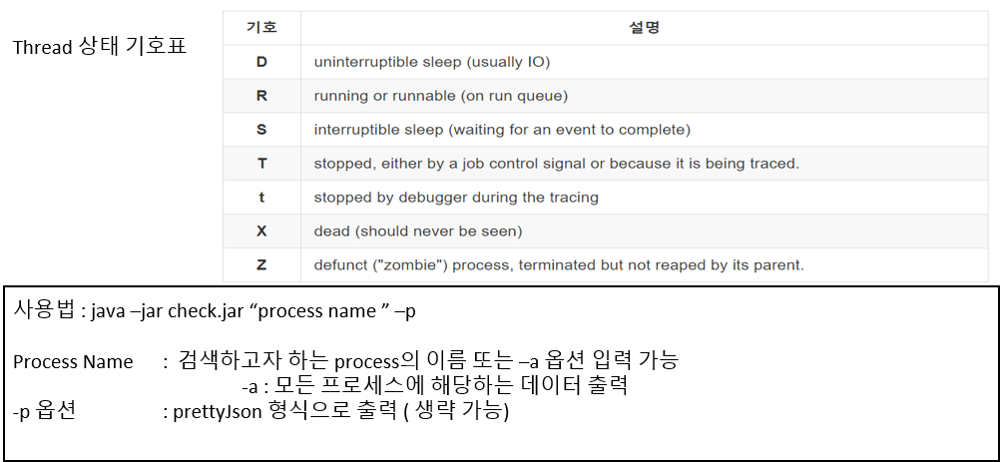 Thread 상태 기호표
기호 설명
D uninterruptible sleep (usually IO)
R running or runnable (on run queue)
S interruptible sleep (waiting for an event to complete)
T stopped, either by a job control signal or because it is being traced.
t stopped by debugger during the tracing
X dead (should never be seen)
Z defunct ("zombie") process, terminated but not reaped by its parent.
사용법 : java –jar check.jar “process name ” –p
Process Name : 검색하고자 하는 process의 이름 또는 –a 옵션 입력 가능
-a : 모든 프로세스에 해당하는 데이터 출력
-p 옵션 : prettyJson 형식으로 출력 ( 생략 가능)